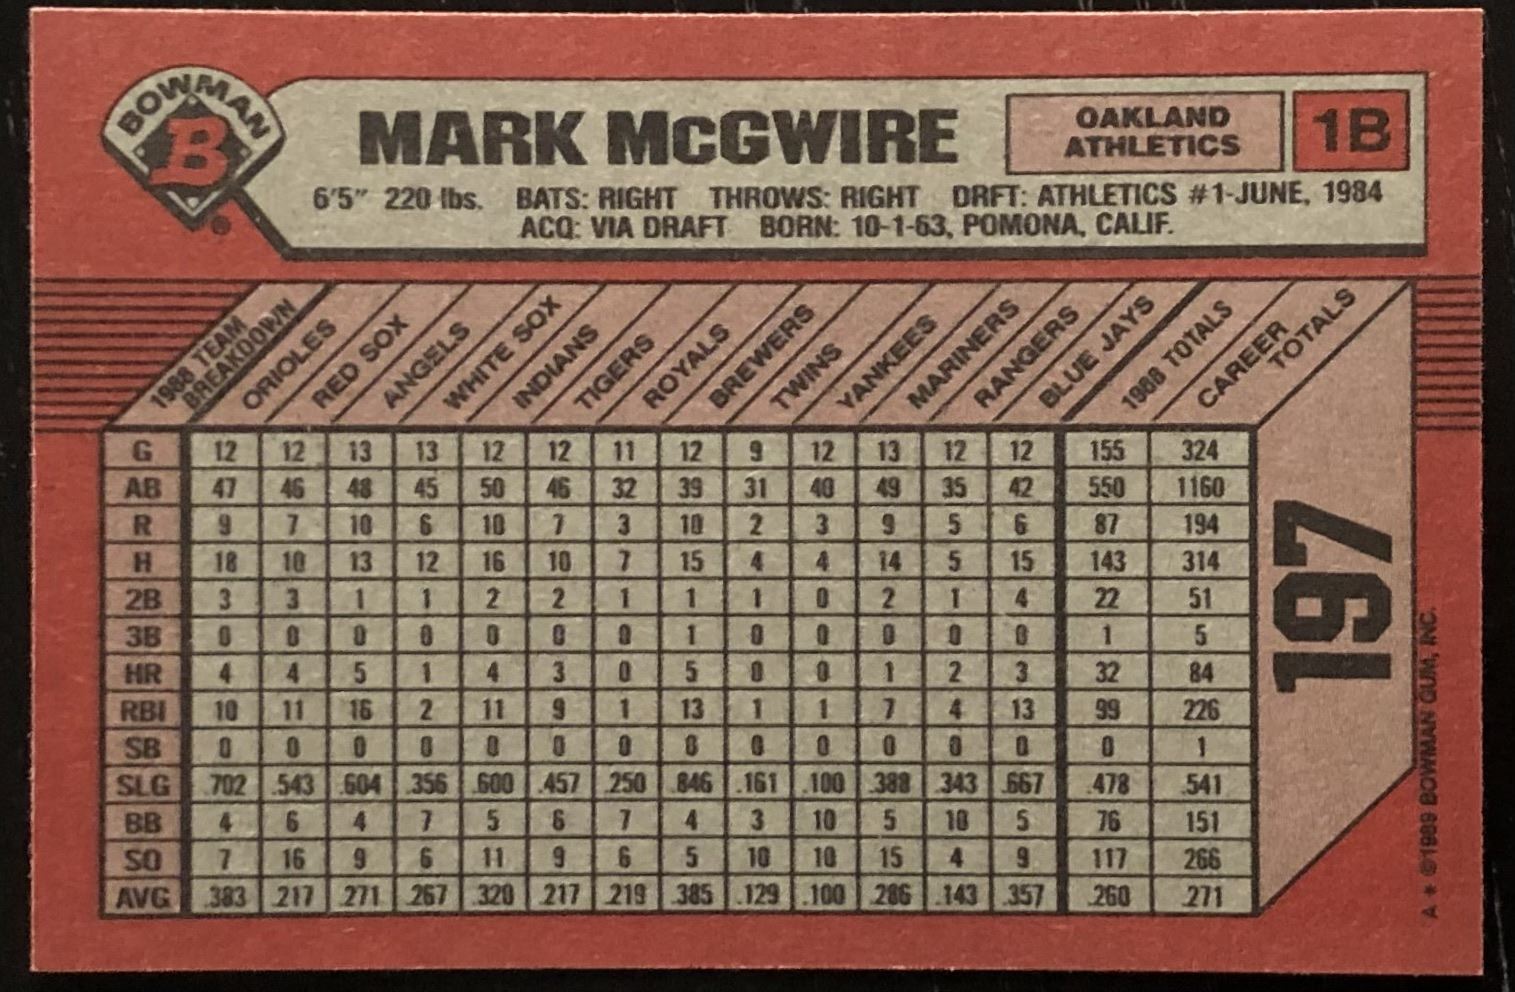 BOWMAN
B
MARK McGWIRE
OAKLAND
ATHLETICS
1B
6'5" 220 lbs. BATS: RIGHT THROWS: RIGHT DRFT: ATHLETICS #1-JUNE, 1984
ACQ: VIA DRAFT BORN: 10-1-63, POMONA, CALIF.
1988 TEAM BREAKDOWN ORIOLES RED SOX ANGELS WHITE SOX INDIANS TIGERS ROYALS BREWERS TWINS YANKEES MARINERS RANGERS BLUE JAYS 1988 TOTALS CAREER TOTALS
G 12 12 13 13 12 12 11 12 9 12 13 12 12 155 324
AB 47 46 48 45 50 46 32 39 31 40 49 35 42 550 1160
R 9 7 10 6 10 7 3 10 2 3 9 5 6 87 194
H 18 10 13 12 16 10 7 15 4 4 14 5 15 143 314
2B 3 3 1 1 2 2 1 1 1 0 2 1 4 22 51
3B 0 0 0 0 0 0 0 1 0 0 0 0 0 1 5
HR 4 4 5 1 4 3 0 5 0 0 1 2 3 32 84
RBI 10 11 16 2 11 9 1 13 1 1 7 4 13 99 226
SB 0 0 0 0 0 0 0 0 0 0 0 0 0 0 1
SLG .702 .543 .604 .356 .600 .457 .250 .846 .161 .100 .388 .343 .667 .478 .541
BB 4 6 4 7 5 6 7 4 3 10 5 10 5 76 151
SO 7 16 9 6 11 9 6 5 10 10 15 4 9 117 266
AVG .383 .217 .271 .267 .320 .217 .219 .385 .129 .100 .286 .143 .357 .260 .271
197
A * ©1989 BOWMAN GUM, INC.